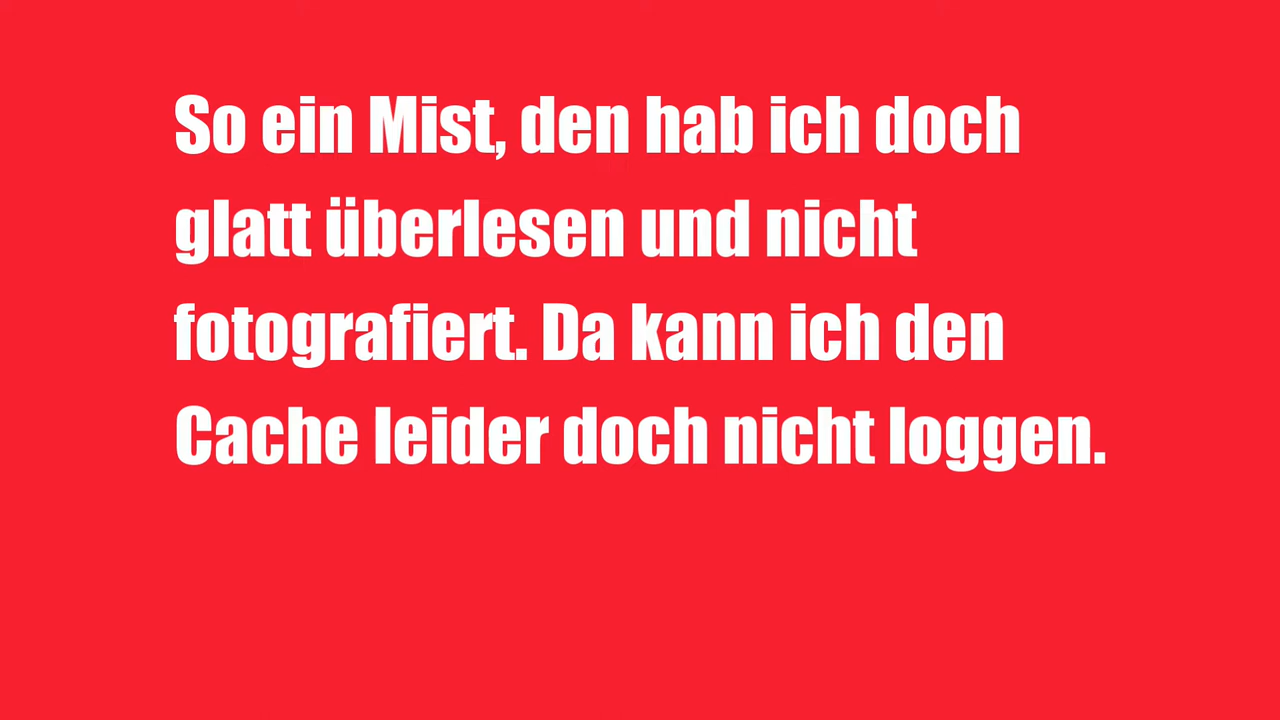 So ein Mist, den hab ich doch
glatt überlesen und nicht
fotografiert. Da kann ich den
Cache leider doch nicht loggen.